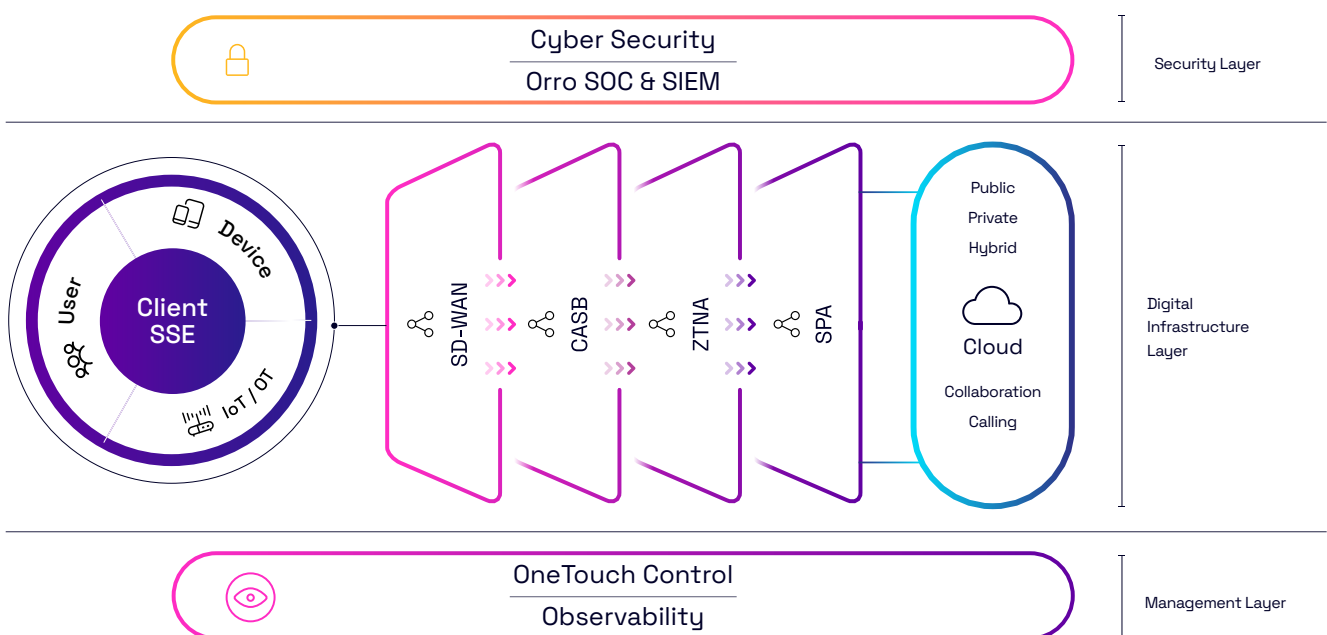 Cyber Security
Orro SOC & SIEM
Security Layer
Client
SSE
User
Device
IoT / OT
SD-WAN
CASB
ZTNA
SPA
Public
Private
Hybrid
Cloud
Collaboration
Calling
Digital
Infrastructure
Layer
OneTouch Control
Observability
Management Layer